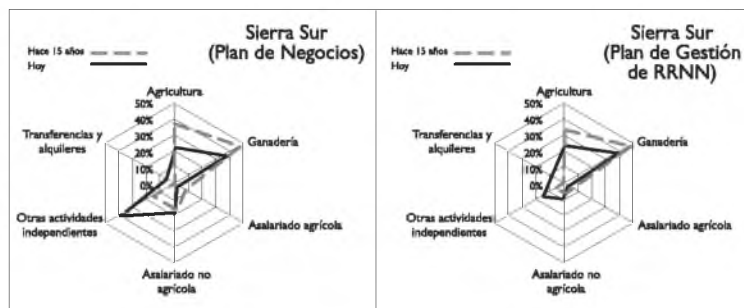 Sierra Sur
(Plan de Negocios)
Hace 15 años
Hoy
Agricultura
50%
40%
30%
20%
10%
0%
Ganadería
Asalariado agrícola
Asalariado no
agrícola
Otras actividades
independientes
Transferencias y
alquileres
Sierra Sur
(Plan de Gestión
de RRNN)
Hace 15 años
Hoy
Agricultura
50%
40%
30%
20%
10%
0%
Ganadería
Asalariado agrícola
Asalariado no
agrícola
Otras actividades
independientes
Transferencias y
alquileres